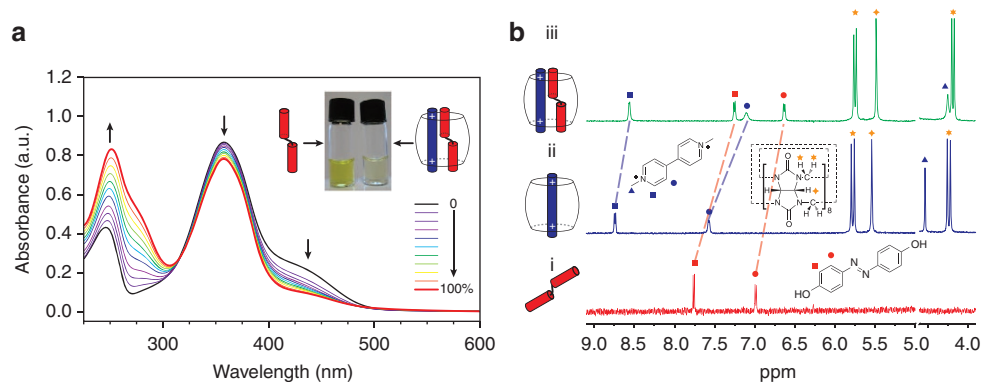 a
Absorbance (a.u.)
1.0
0.8
0.6
0.4
0.2
0.0
0
100%
300
400
500
600
Wavelength (nm)
b
iii
ii
i
+
+
+
+
N
N
O
N
N
C
H
H
H
H
N
N
C
O
H
H
8
HO
N
N
OH
9.0
8.5
8.0
7.5
7.0
6.5
6.0
5.5
5.0
4.5
4.0
ppm